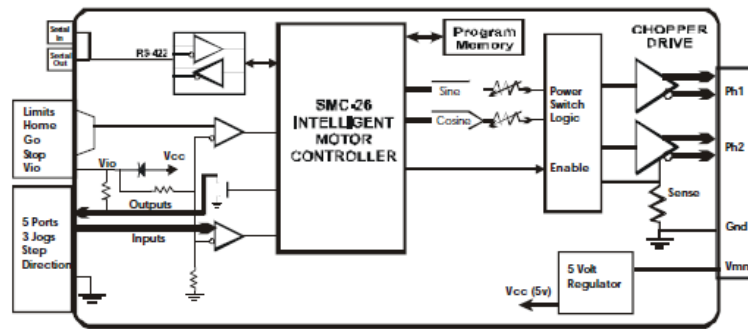 Serial
In
Serial
Out
RS-422
Limits
Home
Go
Stop
Vio
Vio
Vcc
5 Ports
3 Jogs
Step
Direction
Outputs
Inputs
SMC-26
INTELLIGENT
MOTOR
CONTROLLER
Program
Memory
Sine
Cosine
Power
Switch
Logic
Enable
CHOPPER
DRIVE
Ph1
Ph2
Sense
Gnd
Vmm
5 Volt
Regulator
Vcc (5v)